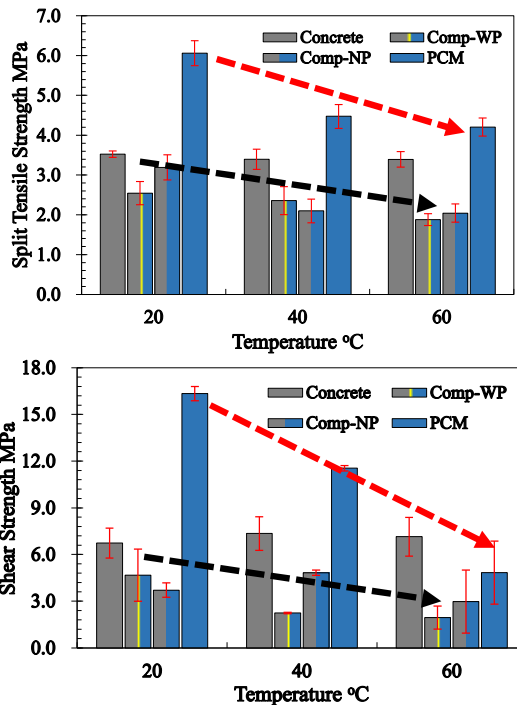 7.0
6.0
5.0
4.0
3.0
2.0
1.0
0.0
Split Tensile Strength MPa
Concrete
Comp-WP
Comp-NP
PCM
20
40
60
Temperature ºC
18.0
15.0
12.0
9.0
6.0
3.0
0.0
Shear Strength MPa
Concrete
Comp-WP
Comp-NP
PCM
20
40
60
Temperature ºC